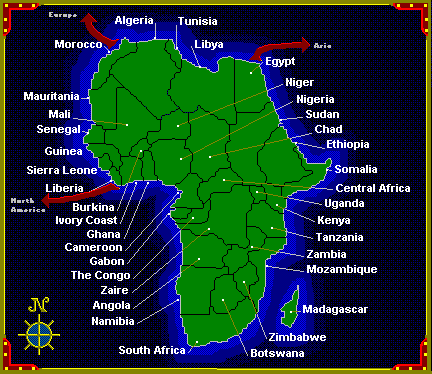 Europe
Algeria
Tunisia
Morocco
Libya
Asia
Egypt
Niger
Mauritania
Nigeria
Mali
Sudan
Senegal
Chad
Ethiopia
Guinea
Somalia
Sierra Leone
Central Africa
Liberia
Uganda
North
America
Burkina
Ivory Coast
Kenya
Ghana
Tanzania
Cameroon
Zambia
Gabon
Mozambique
The Congo
Zaire
Angola
Madagascar
Namibia
Zimbabwe
South Africa
Botswana
N